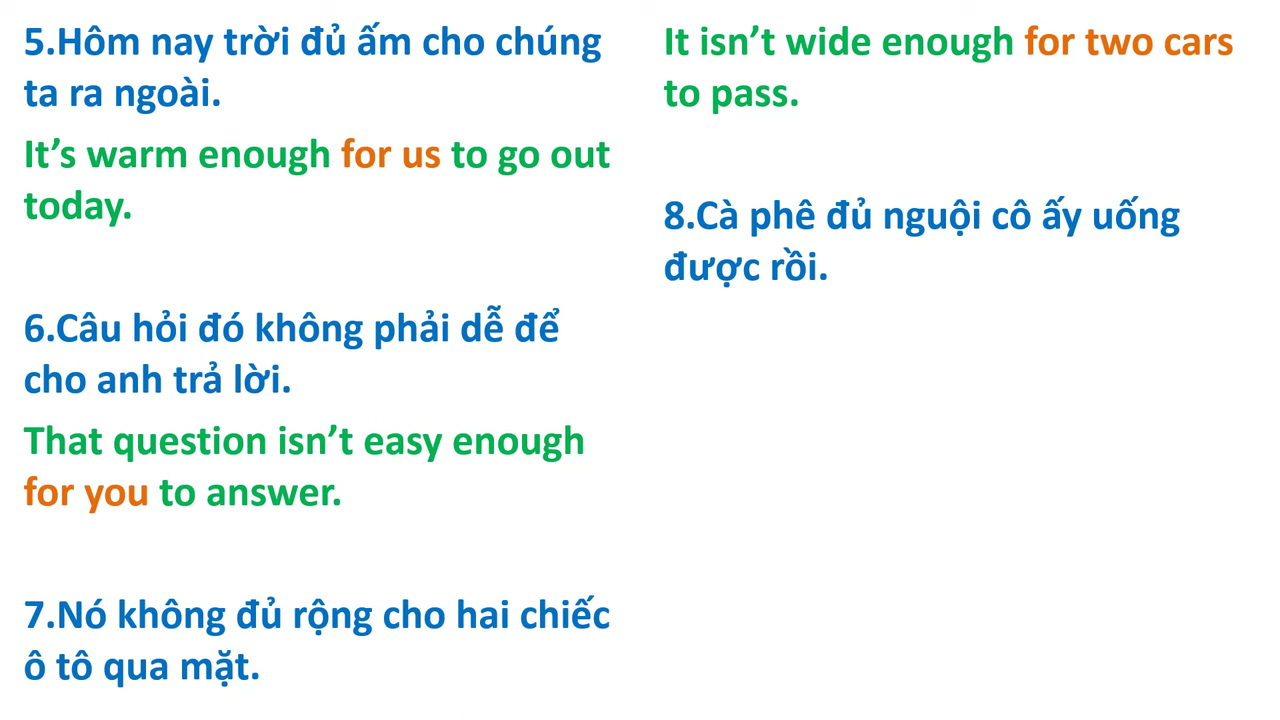 5.Hôm nay trời đủ ấm cho chúng
ta ra ngoài.
It’s warm enough for us to go out
today.
6.Câu hỏi đó không phải dễ để
cho anh trả lời.
That question isn’t easy enough
for you to answer.
7.Nó không đủ rộng cho hai chiếc
ô tô qua mặt.
It isn’t wide enough for two cars
to pass.
8.Cà phê đủ nguội cô ấy uống
được rồi.